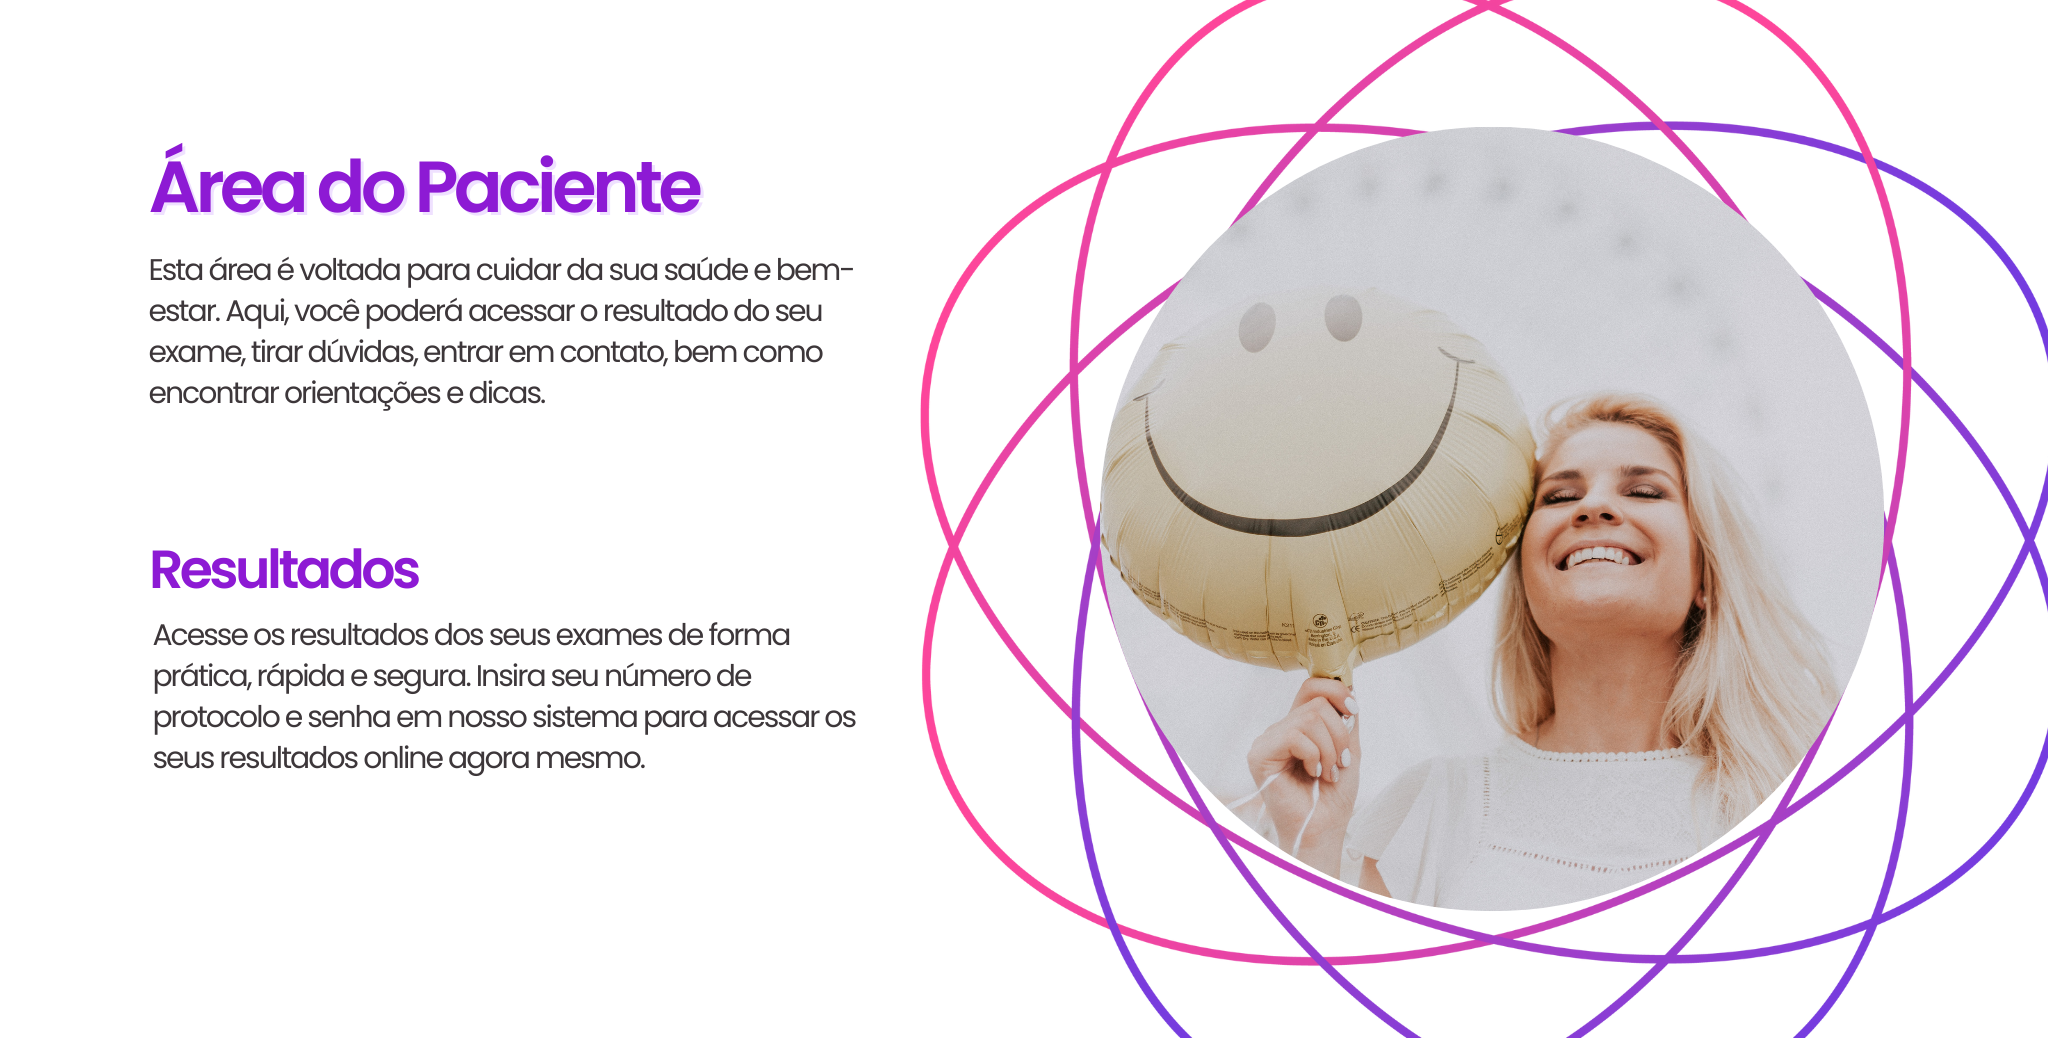 Área do Paciente
Esta área é voltada para cuidar da sua saúde e bem-
estar. Aqui, você poderá acessar o resultado do seu
exame, tirar dúvidas, entrar em contato, bem como
encontrar orientações e dicas.
Resultados
Acesse os resultados dos seus exames de forma
prática, rápida e segura. Insira seu número de
protocolo e senha em nosso sistema para acessar os
seus resultados online agora mesmo.